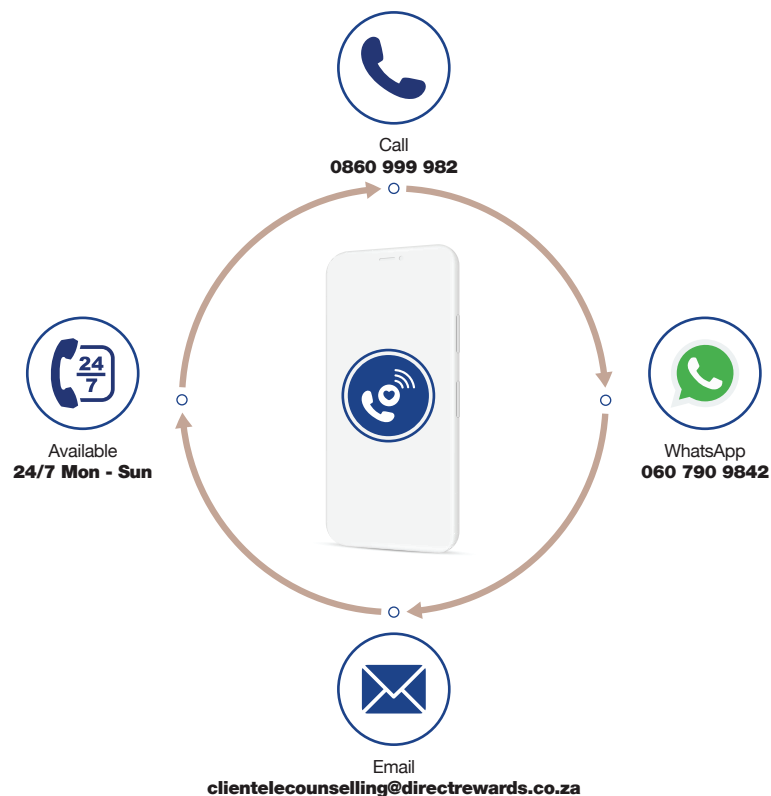 Call
0860 999 982
24
7
Available
24/7 Mon - Sun
WhatsApp
060 790 9842
Email
clientelecounselling@directrewards.co.za